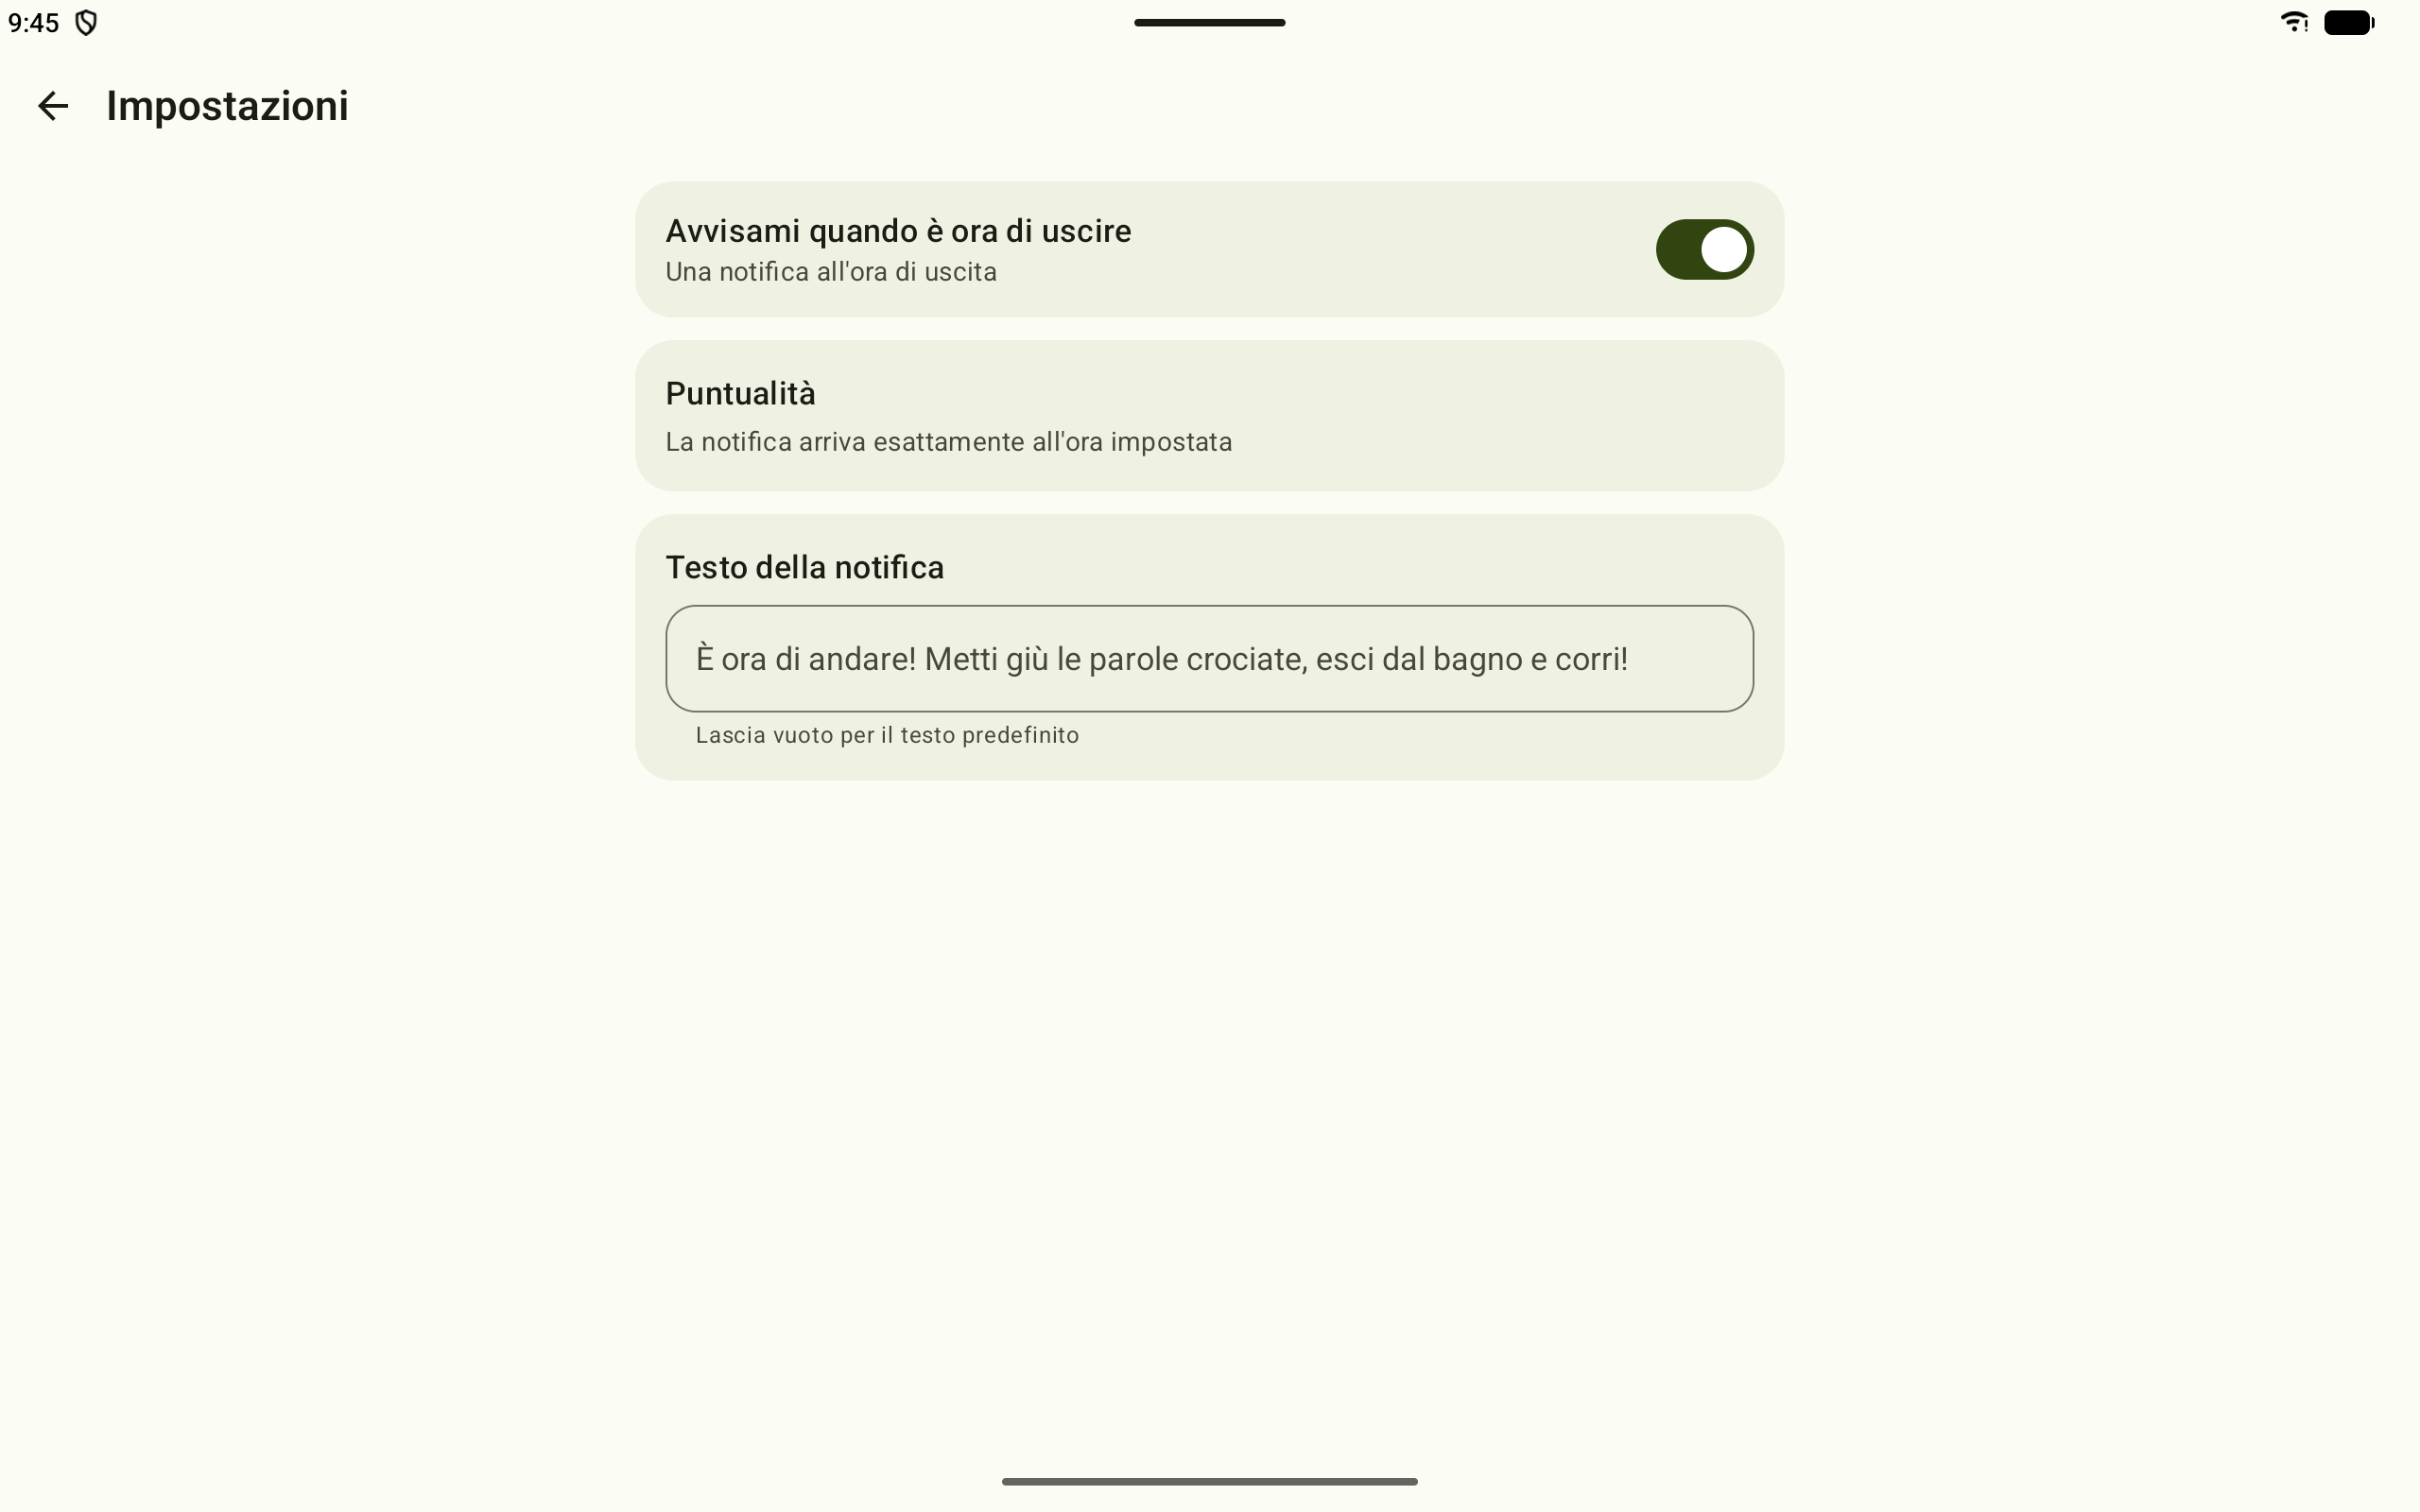 9:45
Impostazioni
Avvisami quando è ora di uscire
Una notifica all'ora di uscita
Puntualità
La notifica arriva esattamente all'ora impostata
Testo della notifica
È ora di andare! Metti giù le parole crociate, esci dal bagno e corri!
Lascia vuoto per il testo predefinito